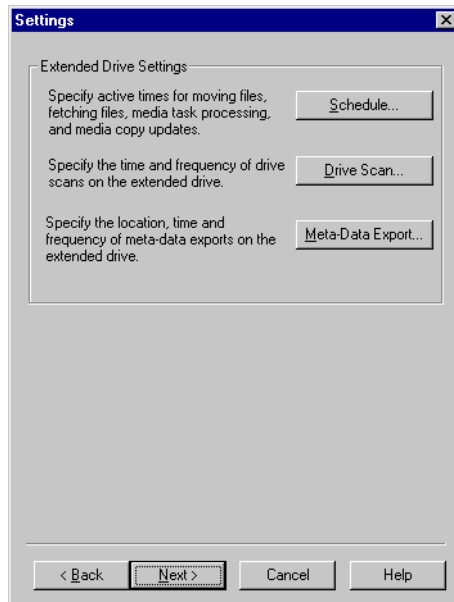 Settings
Extended Drive Settings
Specify active times for moving files,
fetching files, media task processing,
and media copy updates.
Schedule...
Specify the time and frequency of drive
scans on the extended drive.
Drive Scan...
Specify the location, time and
frequency of meta-data exports on the
extended drive.
Meta-Data Export...
< Back
Next >
Cancel
Help